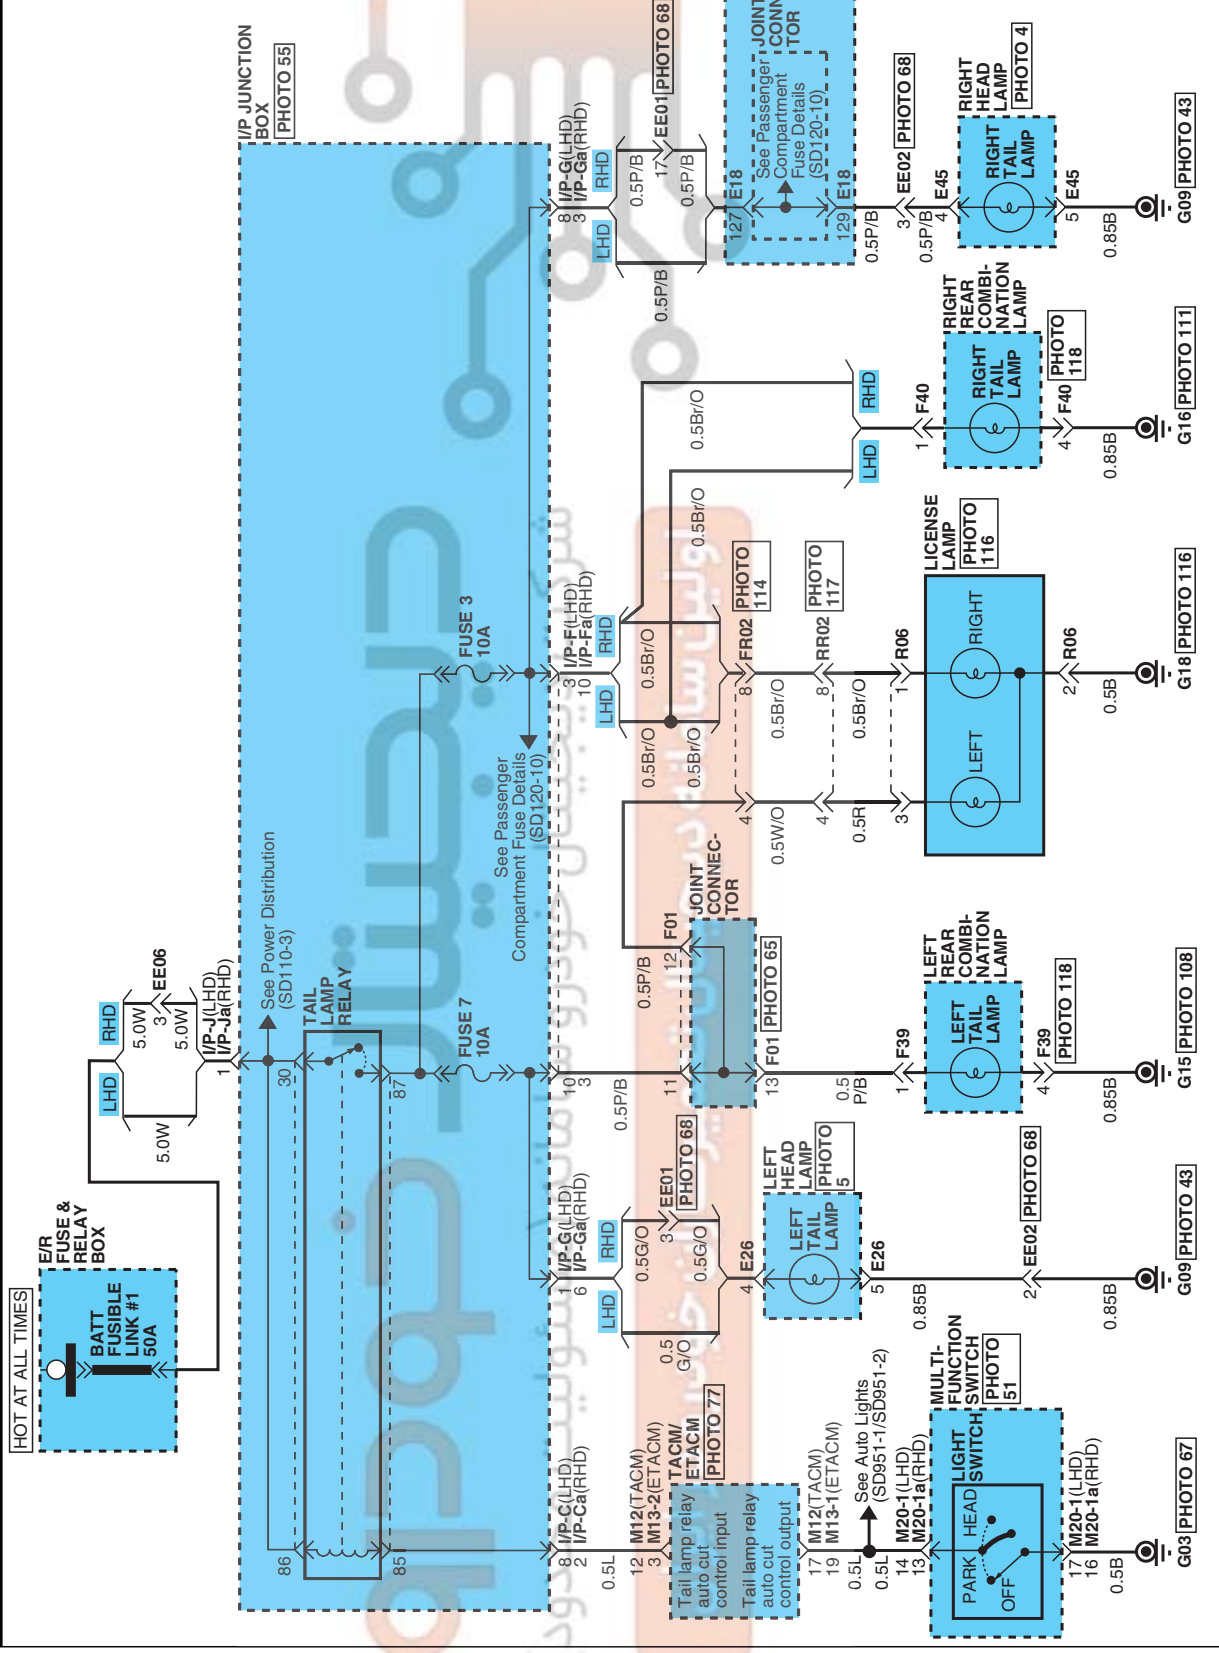 HOT AT ALL TIMES
E/R
FUSE &
RELAY
BOX
BATT
FUSIBLE
LINK #1
50A
LHD
RHD
5.0W
5.0W
3
EE06
5.0W
1
I/P-J(LHD)
I/P-Ja(RHD)
I/P JUNCTION
BOX
PHOTO 55
See Power Distribution
(SD110-3)
86
30
TAIL
LAMP
RELAY
85
87
FUSE 7
10A
FUSE 3
10A
See Passenger
Compartment Fuse Details
(SD120-10)
8
I/P-C(LHD)
2
I/P-Ca(RHD)
0.5L
12
M12(TACM)
3
M13-2(ETACM)
TACM/
ETACM
PHOTO 77
Tail lamp relay
auto cut
control input
Tail lamp relay
auto cut
control output
17
M12(TACM)
19
M13-1(ETACM)
0.5L
See Auto Lights
(SD951-1/SD951-2)
0.5L
14
M20-1(LHD)
13
M20-1a(RHD)
MULTI-
FUNCTION
SWITCH
PHOTO
51
LIGHT
SWITCH
PARK
HEAD
OFF
17
M20-1(LHD)
16
M20-1a(RHD)
0.5B
G03
PHOTO 67
1
I/P-G(LHD)
6
I/P-Ga(RHD)
LHD
RHD
0.5
G/O
0.5G/O
3
EE01
PHOTO 68
0.5G/O
4
E26
LEFT
HEAD
LAMP
PHOTO
5
LEFT
TAIL
LAMP
5
E26
0.85B
2
EE02
PHOTO 68
0.85B
G09
PHOTO 43
10
3
0.5P/B
11
0.5P/B
12
F01
JOINT
CONNEC-
TOR
PHOTO 65
13
F01
0.5
P/B
1
F39
LEFT
REAR
COMBI-
NATION
LAMP
LEFT
TAIL
LAMP
PHOTO 118
4
F39
0.85B
G15
PHOTO 108
3
I/P-F(LHD)
10
I/P-Fa(RHD)
LHD
RHD
0.5Br/O
0.5Br/O
0.5Br/O
0.5Br/O
0.5Br/O
4
8
FR02
PHOTO
114
0.5W/O
0.5Br/O
4
8
RR02
PHOTO
117
0.5R
0.5Br/O
3
1
R06
LICENSE
LAMP
PHOTO
116
LEFT
RIGHT
2
R06
0.5B
G18
PHOTO 116
LHD
RHD
1
F40
RIGHT
REAR
COMBI-
NATION
LAMP
RIGHT
TAIL
LAMP
PHOTO
118
4
F40
0.85B
G16
PHOTO 111
8
I/P-G(LHD)
3
I/P-Ga(RHD)
LHD
RHD
0.5P/B
0.5P/B
17
EE01
PHOTO 68
0.5P/B
127
E18
JOINT
CONN
TOR
See Passenger
Compartment
Fuse Details
(SD120-10)
129
E18
0.5P/B
3
EE02
PHOTO 68
0.5P/B
4
E45
RIGHT
HEAD
LAMP
PHOTO 4
RIGHT
TAIL
LAMP
5
E45
0.85B
G09
PHOTO 43